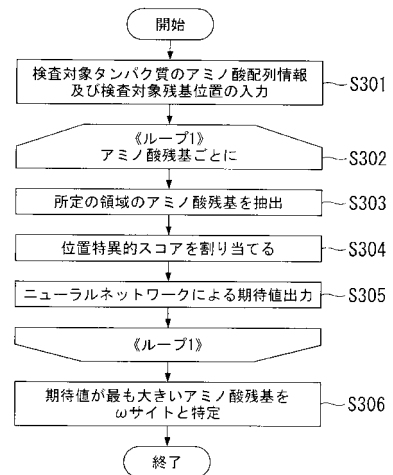 開始
検査対象タンパク質のアミノ酸配列情報
及び検査対象残基位置の入力
S301
《ループ1》
アミノ酸残基ごとに
S302
所定の領域のアミノ酸残基を抽出
S303
位置特異的スコアを割り当てる
S304
ニューラルネットワークによる期待値出力
S305
《ループ1》
期待値が最も大きいアミノ酸残基を
ωサイトと特定
S306
終了